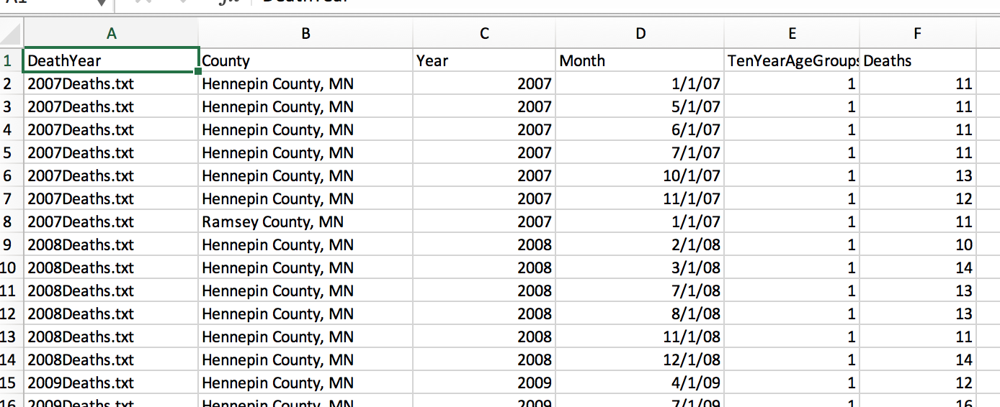 A B C D E F
1 DeathYear County Year Month TenYearAgeGroups Deaths
2 2007Deaths.txt Hennepin County, MN 2007 1/1/07 1 11
3 2007Deaths.txt Hennepin County, MN 2007 5/1/07 1 11
4 2007Deaths.txt Hennepin County, MN 2007 6/1/07 1 11
5 2007Deaths.txt Hennepin County, MN 2007 7/1/07 1 11
6 2007Deaths.txt Hennepin County, MN 2007 10/1/07 1 13
7 2007Deaths.txt Hennepin County, MN 2007 11/1/07 1 12
8 2007Deaths.txt Ramsey County, MN 2007 1/1/07 1 11
9 2008Deaths.txt Hennepin County, MN 2008 2/1/08 1 10
10 2008Deaths.txt Hennepin County, MN 2008 3/1/08 1 14
11 2008Deaths.txt Hennepin County, MN 2008 7/1/08 1 13
12 2008Deaths.txt Hennepin County, MN 2008 8/1/08 1 13
13 2008Deaths.txt Hennepin County, MN 2008 11/1/08 1 11
14 2008Deaths.txt Hennepin County, MN 2008 12/1/08 1 14
15 2009Deaths.txt Hennepin County, MN 2009 4/1/09 1 12
16 2009Deaths.txt Hennepin County, MN 2009 7/1/09 1 16